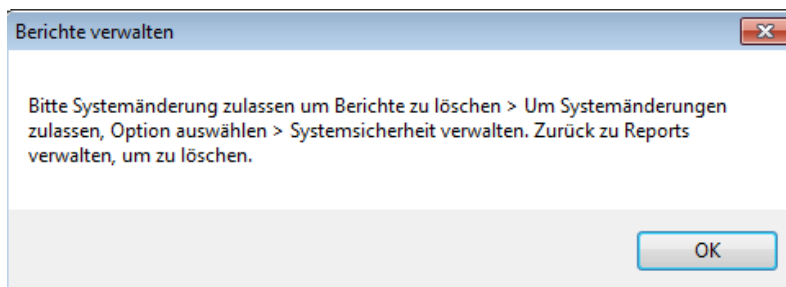 Berichte verwalten
Bitte Systemänderung zulassen um Berichte zu löschen > Um Systemänderungen
zulassen, Option auswählen > Systemsicherheit verwalten. Zurück zu Reports
verwalten, um zu löschen.
OK